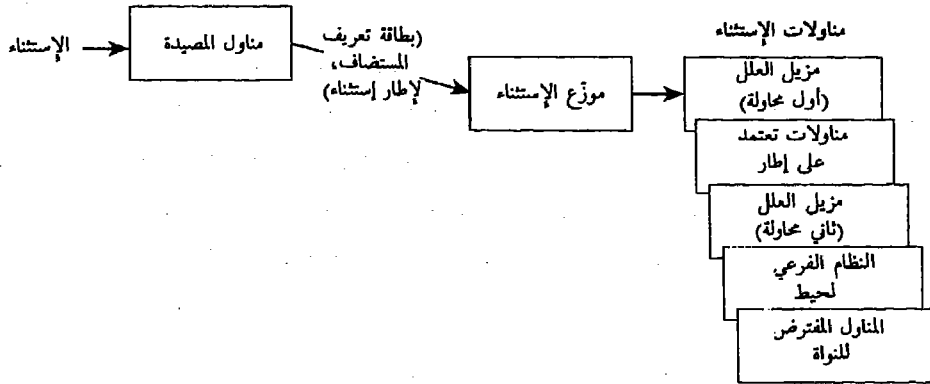 مناولات الإستثناء
الإستثناء
مناول المصيدة
(بطاقة تعريف
المستضاف،
لإطار إستثناء)
موزّع الإستثناء
مزيل العلل
(أول محاولة)
مناولات تعتمد
على إطار
مزيل العلل
(ثاني محاولة)
النظام الفرعي
لمحيط
المناول المفترض
للنواة